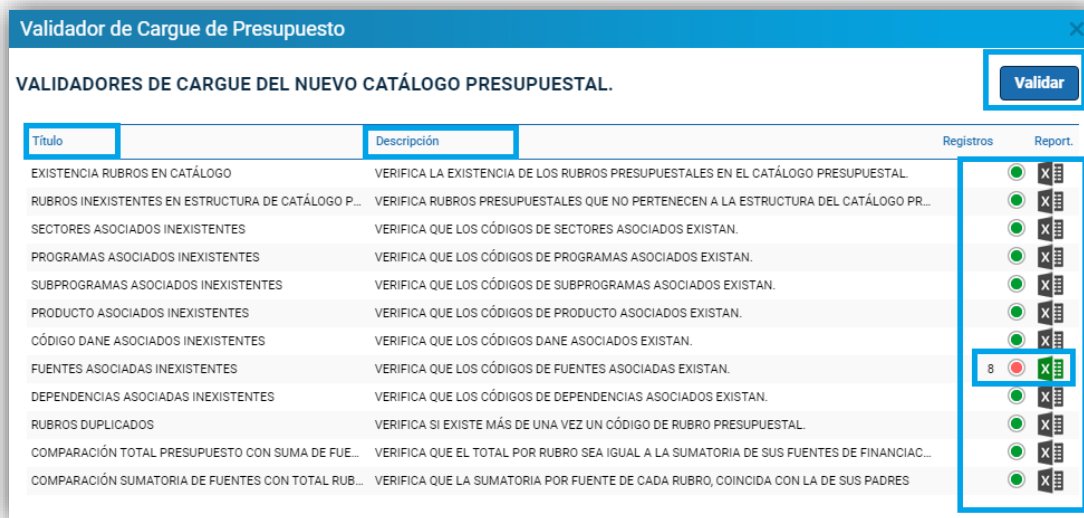 Validador de Cargue de Presupuesto
VALIDADORES DE CARGUE DEL NUEVO CATÁLOGO PRESUPUESTAL.
Validar
Título Descripción Registros Report.
EXISTENCIA RUBROS EN CATÁLOGO VERIFICA LA EXISTENCIA DE LOS RUBROS PRESUPUESTALES EN EL CATÁLOGO PRESUPUESTAL.
RUBROS INEXISTENTES EN ESTRUCTURA DE CATÁLOGO P... VERIFICA RUBROS PRESUPUESTALES QUE NO PERTENECEN A LA ESTRUCTURA DEL CATÁLOGO PR...
SECTORES ASOCIADOS INEXISTENTES VERIFICA QUE LOS CÓDIGOS DE SECTORES ASOCIADOS EXISTAN.
PROGRAMAS ASOCIADOS INEXISTENTES VERIFICA QUE LOS CÓDIGOS DE PROGRAMAS ASOCIADOS EXISTAN.
SUBPROGRAMAS ASOCIADOS INEXISTENTES VERIFICA QUE LOS CÓDIGOS DE SUBPROGRAMAS ASOCIADOS EXISTAN.
PRODUCTO ASOCIADOS INEXISTENTES VERIFICA QUE LOS CÓDIGOS DE PRODUCTO ASOCIADOS EXISTAN.
CÓDIGO DANE ASOCIADOS INEXISTENTES VERIFICA QUE LOS CÓDIGOS DANE ASOCIADOS EXISTAN.
FUENTES ASOCIADAS INEXISTENTES VERIFICA QUE LOS CÓDIGOS DE FUENTES ASOCIADAS EXISTAN. 8
DEPENDENCIAS ASOCIADAS INEXISTENTES VERIFICA QUE LOS CÓDIGOS DE DEPENDENCIAS ASOCIADOS EXISTAN.
RUBROS DUPLICADOS VERIFICA SI EXISTE MÁS DE UNA VEZ UN CÓDIGO DE RUBRO PRESUPUESTAL.
COMPARACIÓN TOTAL PRESUPUESTO CON SUMA DE FUE... VERIFICA QUE EL TOTAL POR RUBRO SEA IGUAL A LA SUMATORIA DE SUS FUENTES DE FINANCIAC...
COMPARACIÓN SUMATORIA DE FUENTES CON TOTAL RUB... VERIFICA QUE LA SUMATORIA POR FUENTE DE CADA RUBRO, COINCIDA CON LA DE SUS PADRES